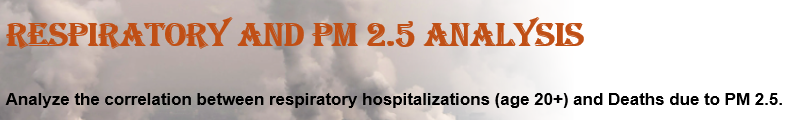 RESPIRATORY AND PM 2.5 ANALYSIS
Analyze the correlation between respiratory hospitalizations (age 20+) and Deaths due to PM 2.5.